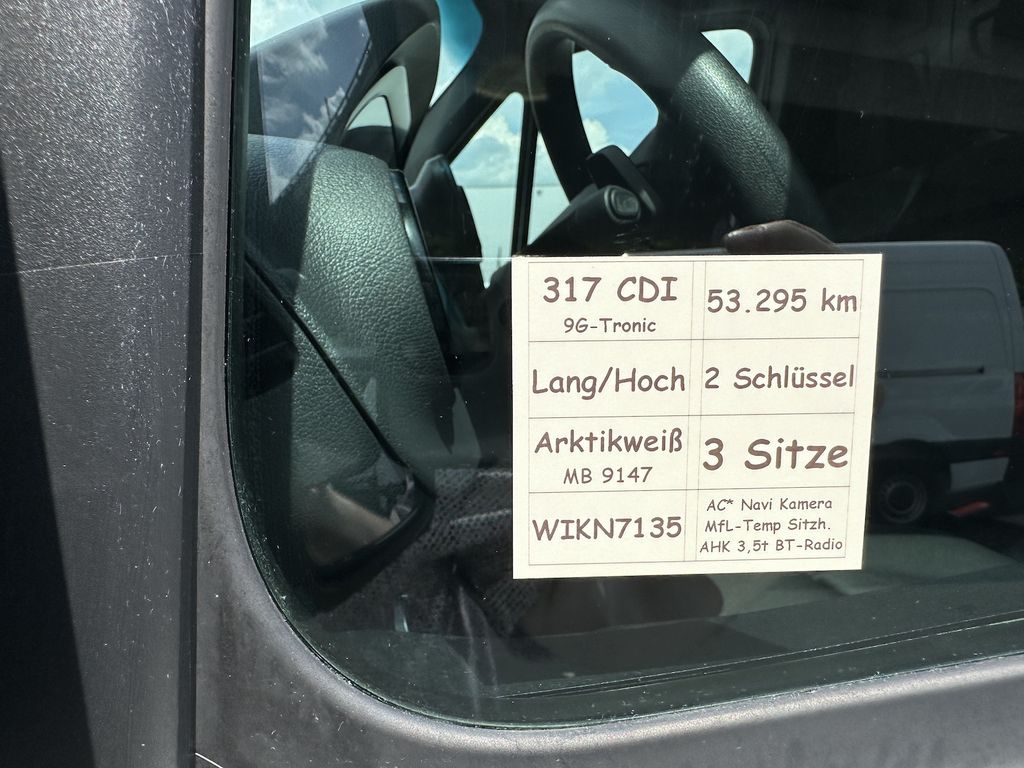 317 CDI
9G-Tronic
53.295 km
Lang/Hoch
2 Schlüssel
Arktikweiß
MB 9147
3 Sitze
WIKN7135
AC* Navi Kamera
MfL-Temp Sitzh.
AHK 3,5t BT-Radio